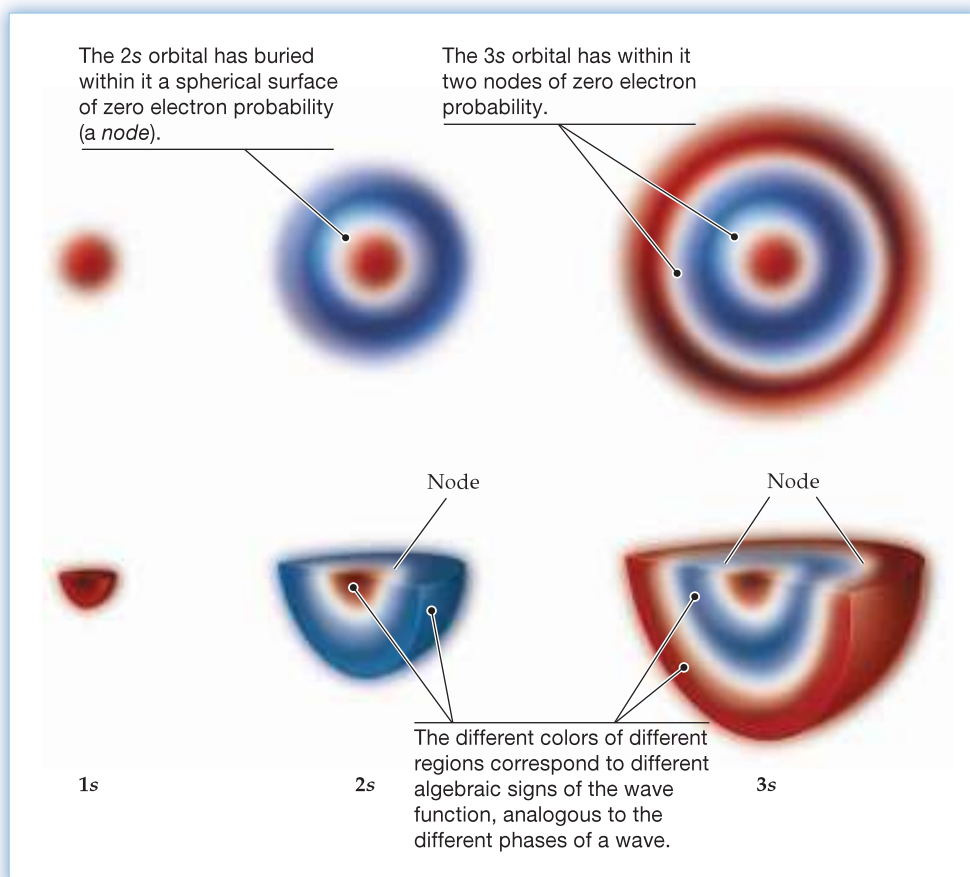 The 2s orbital has buried
within it a spherical surface
of zero electron probability
(a node).
The 3s orbital has within it
two nodes of zero electron
probability.
Node
Node
The different colors of different
regions correspond to different
algebraic signs of the wave
function, analogous to the
different phases of a wave.
1s
2s
3s